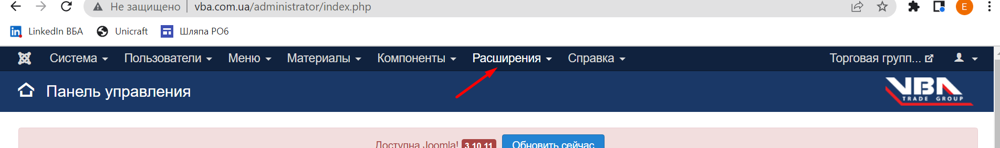 Не защищено | vba.com.ua/administrator/index.php E
LinkedIn ВБА Unicraft Шляпа РО6
Система Пользователи Меню Материалы Компоненты Расширения Справка Торговая групп...
Панель управления
VBA
TRADE GROUP
Доступна Joomla! 3.10.11 Обновить сейчас